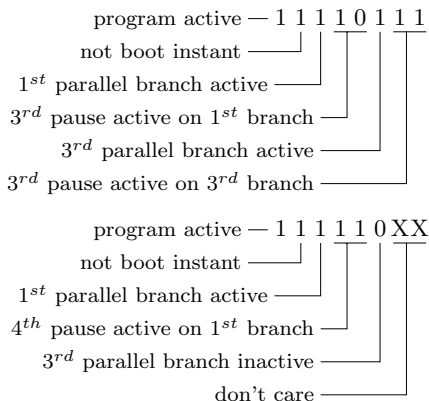 program active 1 1 1 1 0 1 1 1
not boot instant
1st parallel branch active
3rd pause active on 1st branch
3rd parallel branch active
3rd pause active on 3rd branch
program active 1 1 1 1 1 0 X X
not boot instant
1st parallel branch active
4th pause active on 1st branch
3rd parallel branch inactive
don't care